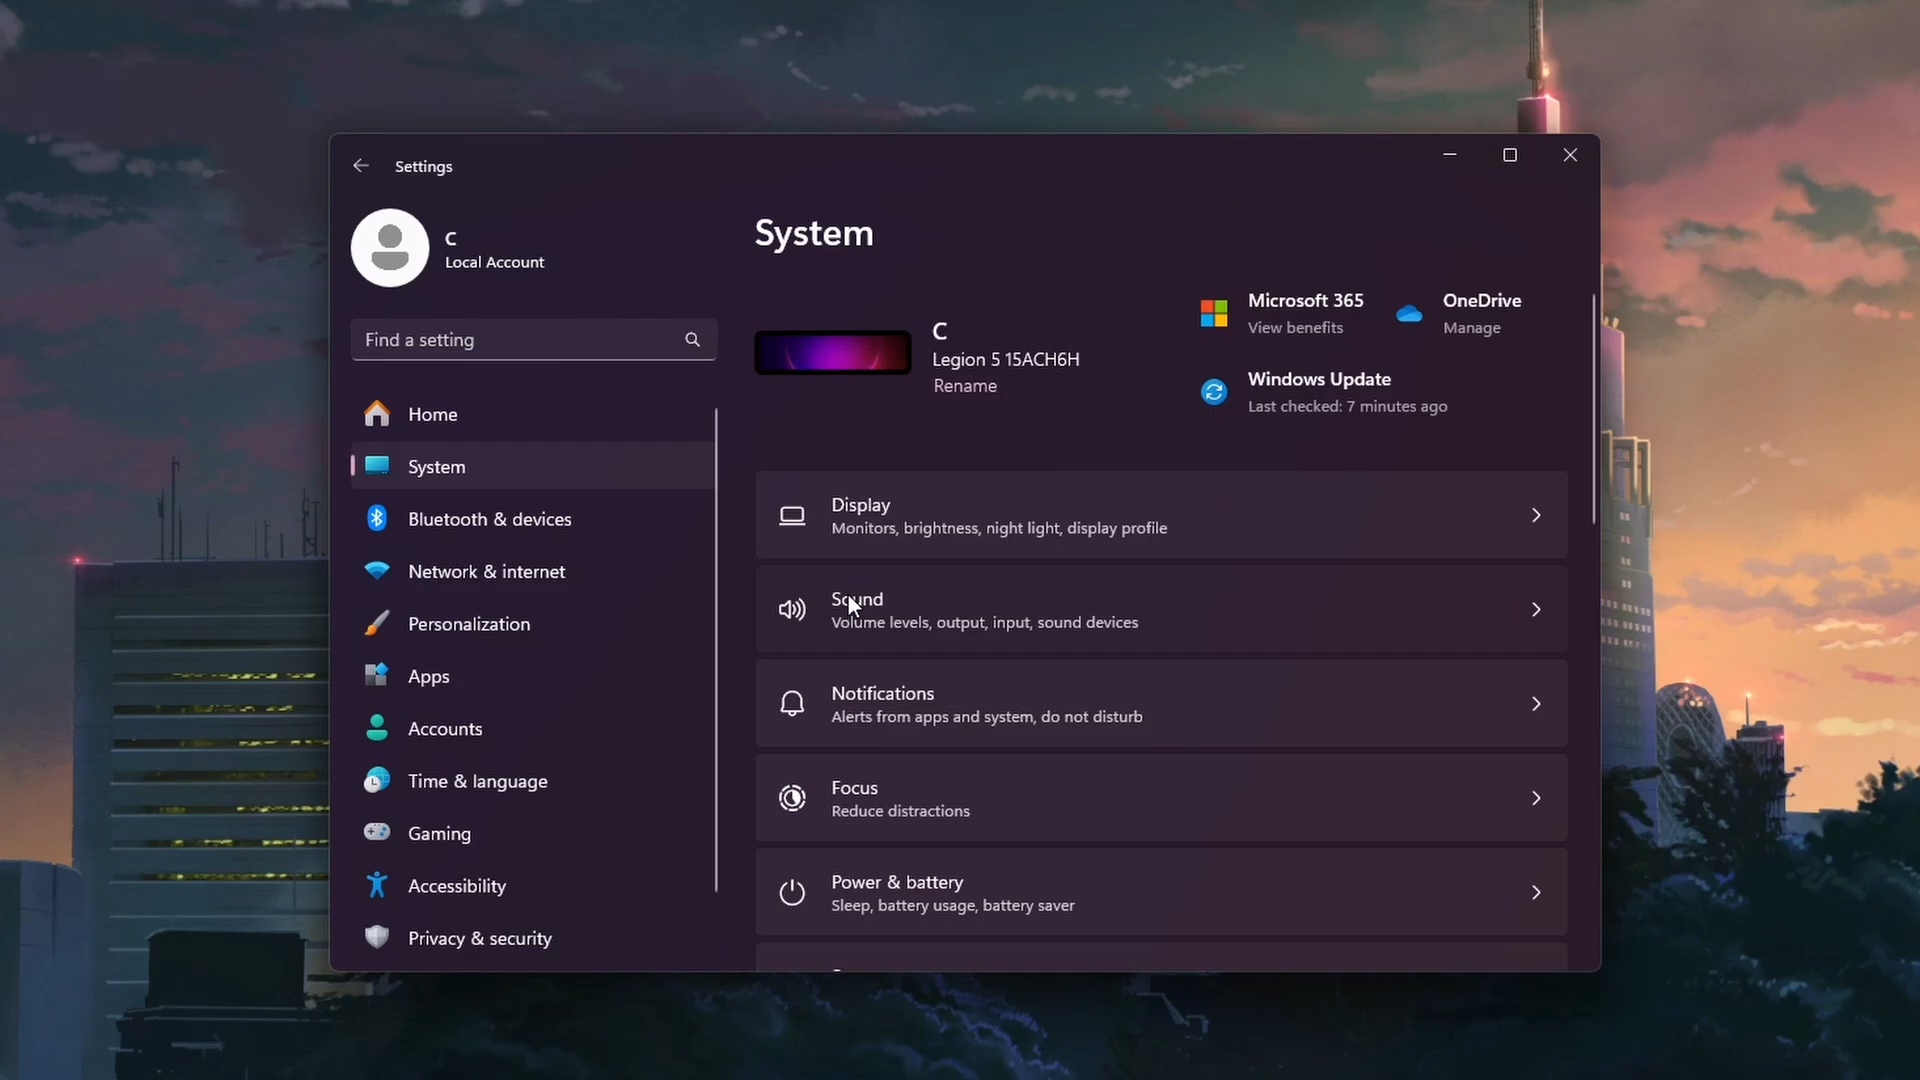 Settings
C
Local Account
Find a setting
Home
System
Bluetooth & devices
Network & internet
Personalization
Apps
Accounts
Time & language
Gaming
Accessibility
Privacy & security
System
C
Legion 5 15ACH6H
Rename
Microsoft 365
View benefits
OneDrive
Manage
Windows Update
Last checked: 7 minutes ago
Display
Monitors, brightness, night light, display profile
Sound
Volume levels, output, input, sound devices
Notifications
Alerts from apps and system, do not disturb
Focus
Reduce distractions
Power & battery
Sleep, battery usage, battery saver